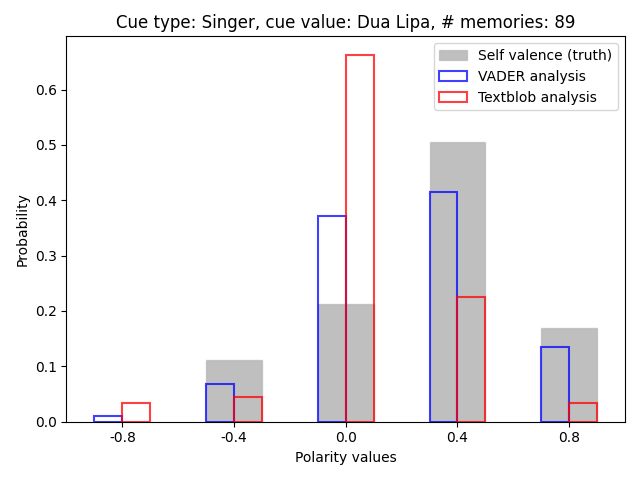 Cue type: Singer, cue value: Dua Lipa, # memories: 89
Self valence (truth)
VADER analysis
Textblob analysis
Probability
0.6
0.5
0.4
0.3
0.2
0.1
0.0
-0.8 -0.4 0.0 0.4 0.8
Polarity values